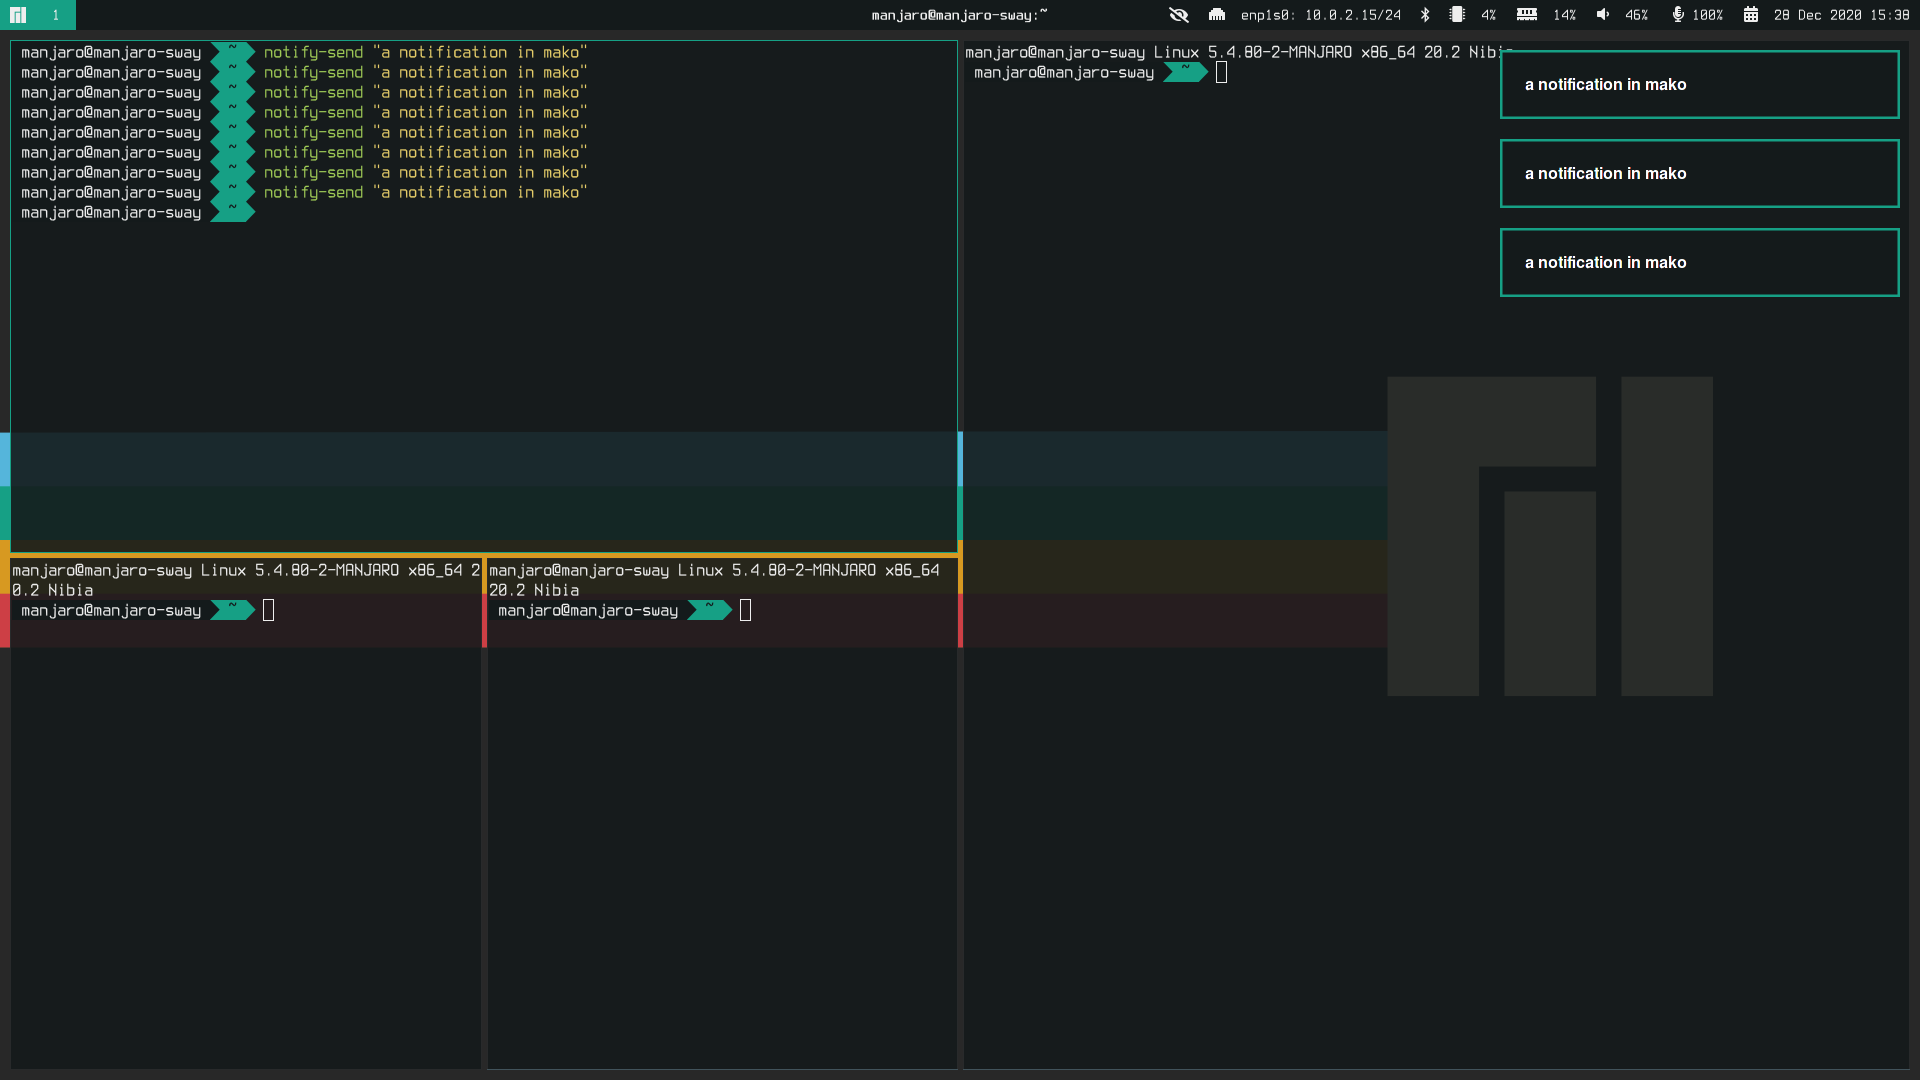 1
manjaro@manjaro-sway:~
enp1s0: 10.0.2.15/24
4%
14%
46%
100%
28 Dec 2020 15:38
manjaro@manjaro-sway ~ notify-send "a notification in mako"
manjaro@manjaro-sway ~ notify-send "a notification in mako"
manjaro@manjaro-sway ~ notify-send "a notification in mako"
manjaro@manjaro-sway ~ notify-send "a notification in mako"
manjaro@manjaro-sway ~ notify-send "a notification in mako"
manjaro@manjaro-sway ~ notify-send "a notification in mako"
manjaro@manjaro-sway ~ notify-send "a notification in mako"
manjaro@manjaro-sway ~ notify-send "a notification in mako"
manjaro@manjaro-sway ~
manjaro@manjaro-sway Linux 5.4.80-2-MANJARO x86_64 20.2 Nibia
manjaro@manjaro-sway ~
a notification in mako
a notification in mako
a notification in mako
manjaro@manjaro-sway Linux 5.4.80-2-MANJARO x86_64 2
0.2 Nibia
manjaro@manjaro-sway ~
manjaro@manjaro-sway Linux 5.4.80-2-MANJARO x86_64
20.2 Nibia
manjaro@manjaro-sway ~